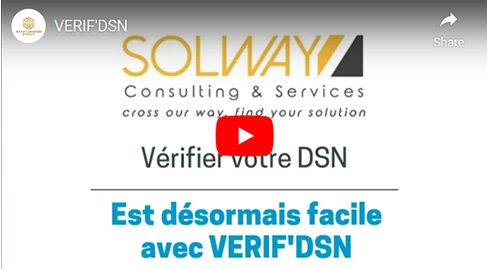 VERIF'DSN
Share
SOLWAY
Consulting & Services
cross our way, find your solution
Vérifier votre DSN
Est désormais facile
avec VERIF'DSN